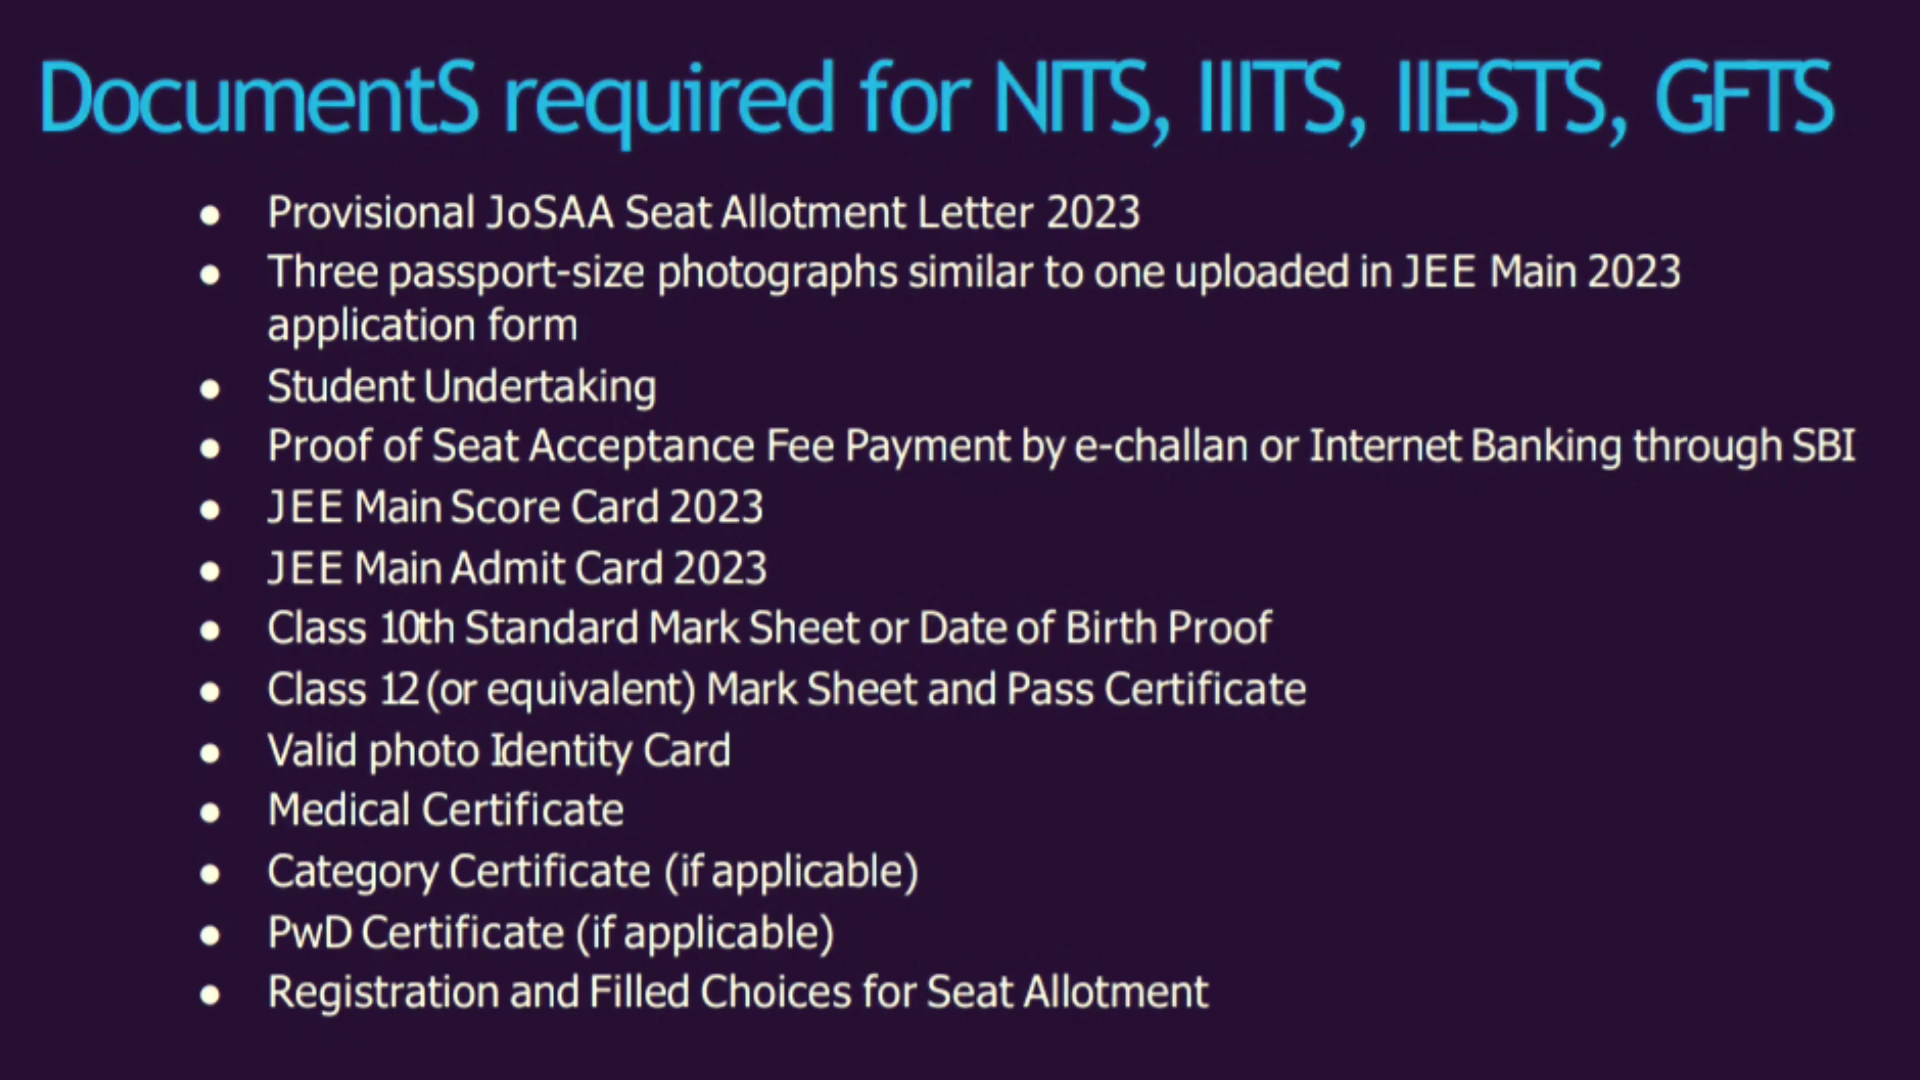 DocumentS required for NITS, IIITS, IIESTS, GFTS
● Provisional JoSAA Seat Allotment Letter 2023
● Three passport-size photographs similar to one uploaded in JEE Main 2023
application form
● Student Undertaking
● Proof of Seat Acceptance Fee Payment by e-challan or Internet Banking through SBI
● JEE Main Score Card 2023
● JEE Main Admit Card 2023
● Class 10th Standard Mark Sheet or Date of Birth Proof
● Class 12 (or equivalent) Mark Sheet and Pass Certificate
● Valid photo Identity Card
● Medical Certificate
● Category Certificate (if applicable)
● PwD Certificate (if applicable)
● Registration and Filled Choices for Seat Allotment